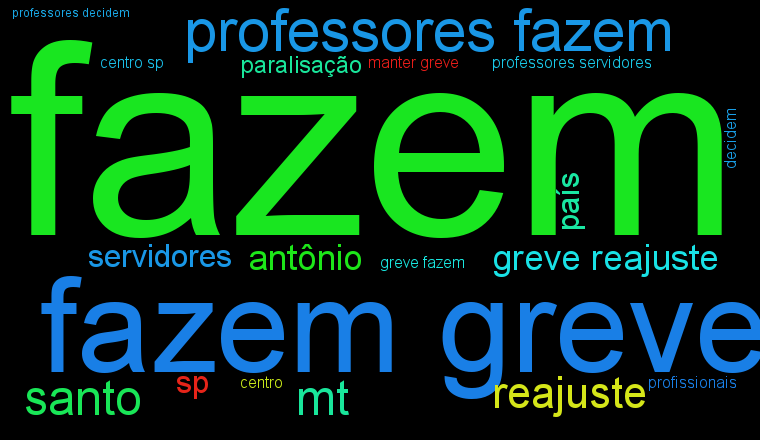 professores decidem
professores fazem
centro sp
paralisação
manter greve
professores servidores
fazem
decidem
país
servidores
antônio
greve fazem
greve reajuste
fazem greve
santo
sp
centro
mt
reajuste
profissionais